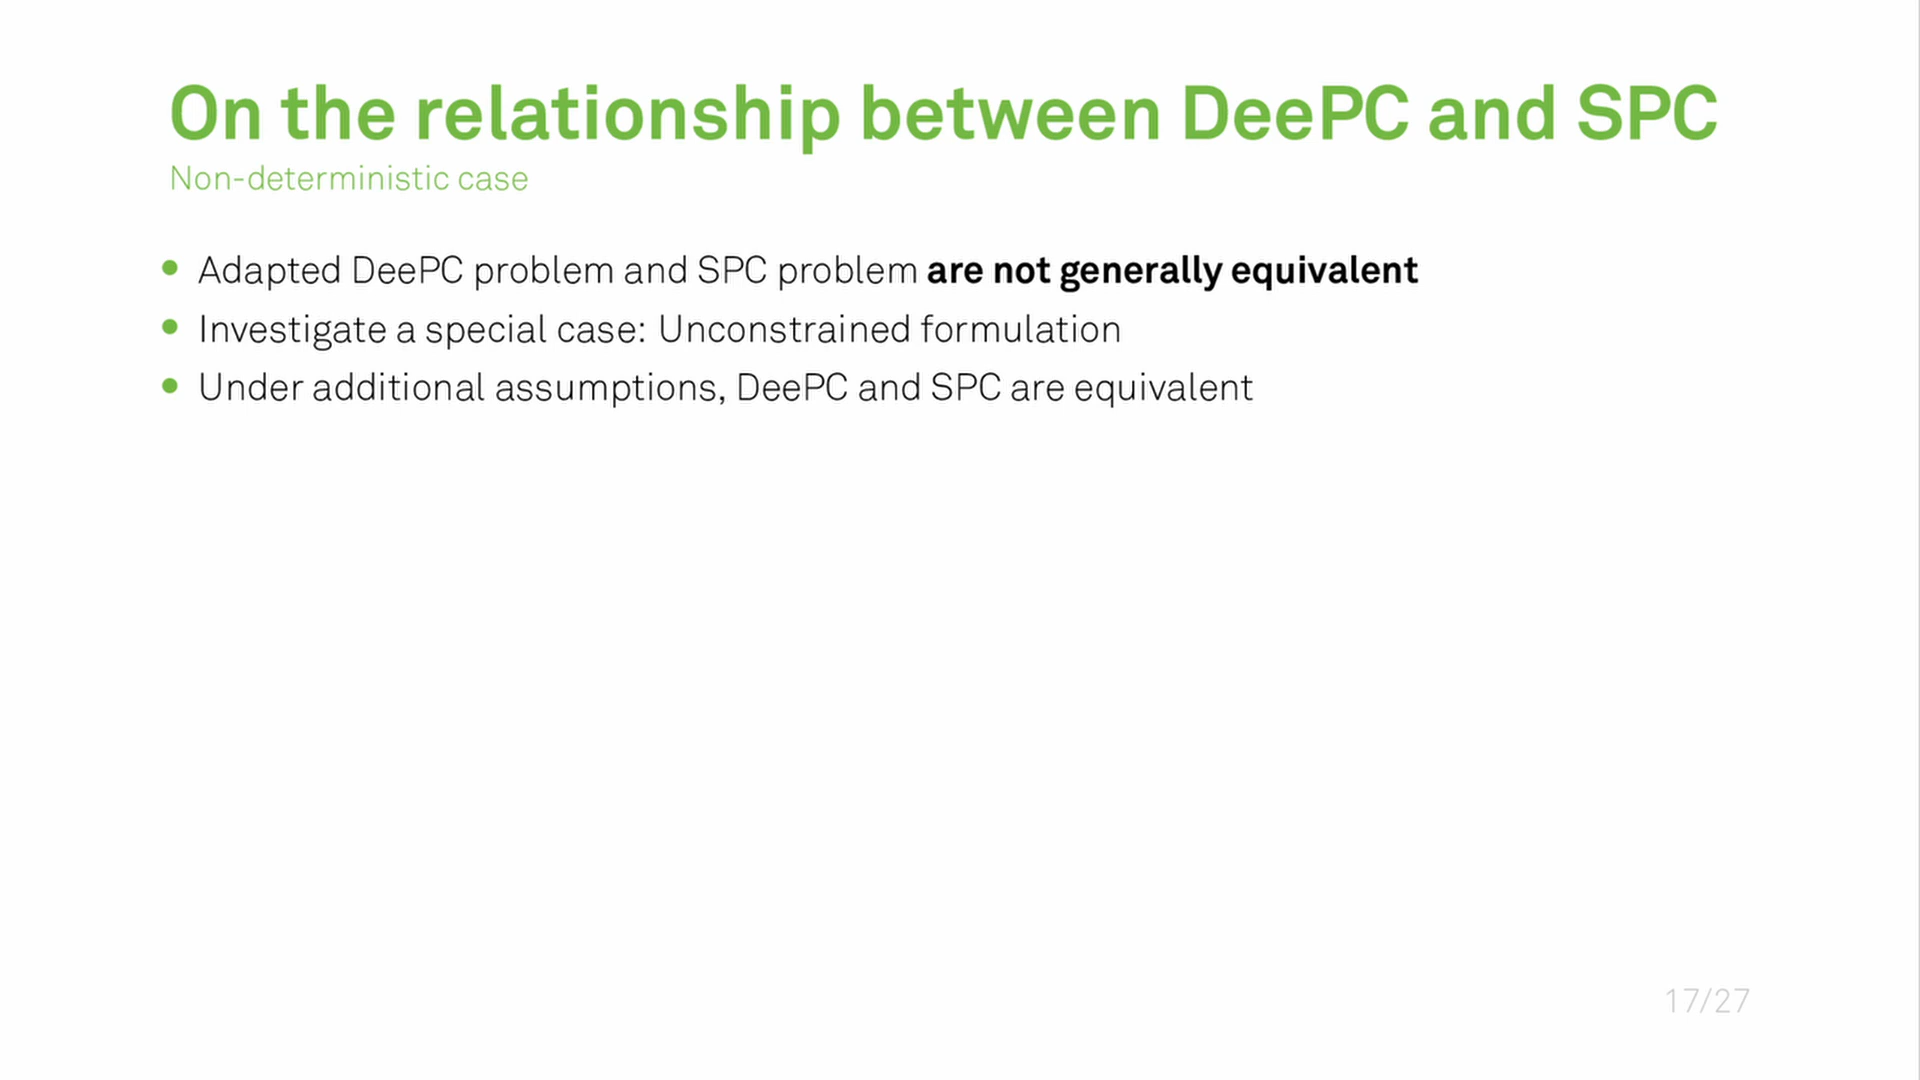 On the relationship between DeePC and SPC
Non-deterministic case
• Adapted DeePC problem and SPC problem are not generally equivalent
• Investigate a special case: Unconstrained formulation
• Under additional assumptions, DeePC and SPC are equivalent
17/27